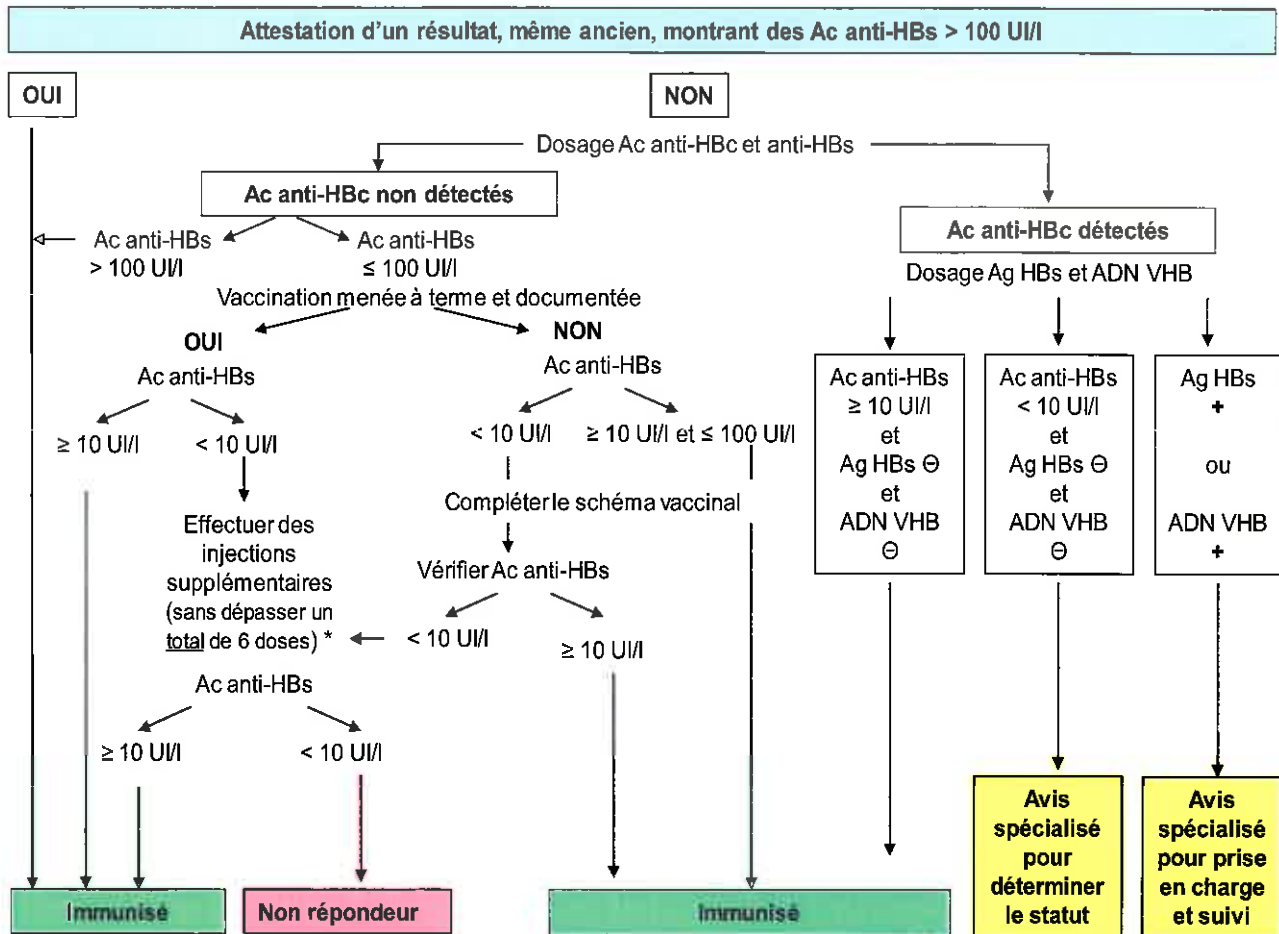 Attestation d'un résultat, même ancien, montrant des Ac anti-HBs > 100 UI/l
OUI
NON
Dosage Ac anti-HBc et anti-HBs
Ac anti-HBc non détectés
Ac anti-HBs
> 100 UI/l
Ac anti-HBs
≤ 100 UI/l
Ac anti-HBc détectés
Dosage Ag HBs et ADN VHB
Vaccination menée à terme et documentée
OUI
Ac anti-HBs
≥ 10 UI/l
< 10 UI/l
Effectuer des
injections
supplémentaires
(sans dépasser un
total de 6 doses) *
Ac anti-HBs
≥ 10 UI/l
< 10 UI/l
NON
Ac anti-HBs
< 10 UI/l
≥ 10 UI/l et ≤ 100 UI/l
Compléter le schéma vaccinal
Vérifier Ac anti-HBs
< 10 UI/l
≥ 10 UI/l
Ac anti-HBs
≥ 10 UI/l
et
Ag HBs ⊖
et
ADN VHB
⊖
Ac anti-HBs
< 10 UI/l
et
Ag HBs ⊖
et
ADN VHB
⊖
Ag HBs
+
ou
ADN VHB
+
Immunisé
Non répondeur
Immunisé
Avis
spécialisé
pour
déterminer
le statut
Avis
spécialisé
pour prise
en charge
et suivi